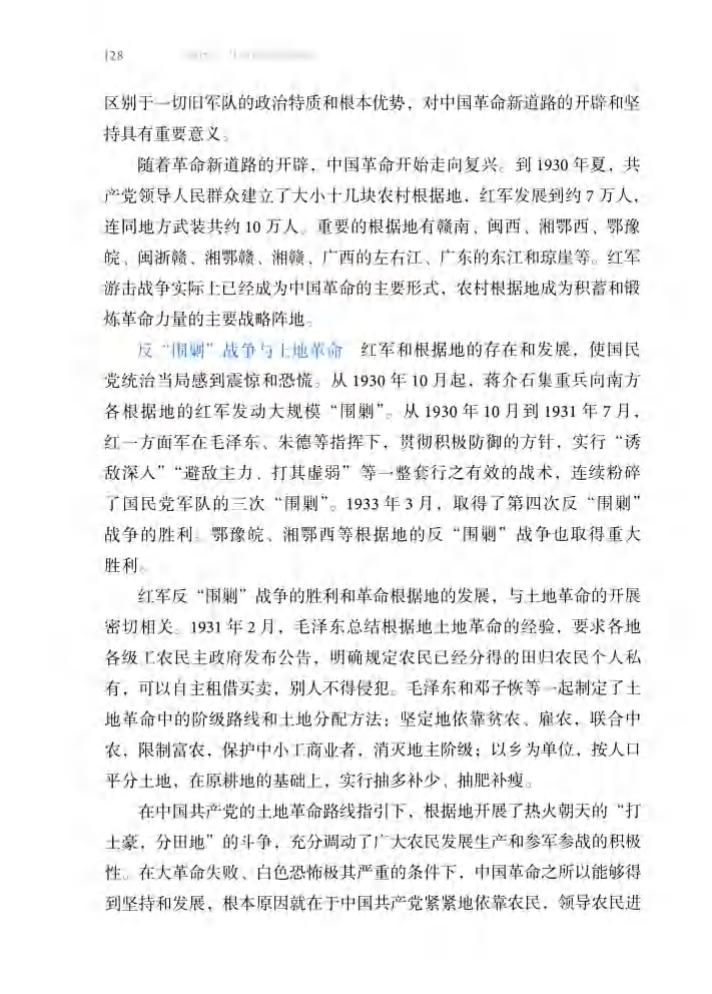 128
区别于一切旧军队的政治特质和根本优势，对中国革命新道路的开辟和坚
持具有重要意义。
随着革命新道路的开辟，中国革命开始走向复兴。到 1930 年夏，共
产党领导人民群众建立了大小十几块农村根据地，红军发展到约 7 万人，
连同地方武装共约 10 万人。重要的根据地有赣南、闽西、湘鄂西、鄂豫
皖、闽浙赣、湘鄂赣、湘赣、广西的左右江、广东的东江和琼崖等。红军
游击战争实际上已经成为中国革命的主要形式，农村根据地成为积蓄和锻
炼革命力量的主要战略阵地。
反“围剿”战争与土地革命 红军和根据地的存在和发展，使国民
党统治当局感到震惊和恐慌。从 1930 年 10 月起，蒋介石集重兵向南方
各根据地的红军发动大规模“围剿”。从 1930 年 10 月到 1931 年 7 月，
红一方面军在毛泽东、朱德等指挥下，贯彻积极防御的方针，实行“诱
敌深入”“避敌主力，打其虚弱”等一整套行之有效的战术，连续粉碎
了国民党军队的三次“围剿”。1933 年 3 月，取得了第四次反“围剿”
战争的胜利。鄂豫皖、湘鄂西等根据地的反“围剿”战争也取得重大
胜利。
红军反“围剿”战争的胜利和革命根据地的发展，与土地革命的开展
密切相关。1931 年 2 月，毛泽东总结根据地土地革命的经验，要求各地
各级工农民主政府发布公告，明确规定农民已经分得的田归农民个人私
有，可以自主租借买卖，别人不得侵犯。毛泽东和邓子恢等一起制定了土
地革命中的阶级路线和土地分配方法：坚定地依靠贫农、雇农，联合中
农，限制富农，保护中小工商业者，消灭地主阶级；以乡为单位，按人口
平分土地，在原耕地的基础上，实行抽多补少、抽肥补瘦。
在中国共产党的土地革命路线指引下，根据地开展了热火朝天的“打
土豪，分田地”的斗争，充分调动了广大农民发展生产和参军参战的积极
性。在大革命失败、白色恐怖极其严重的条件下，中国革命之所以能够得
到坚持和发展，根本原因就在于中国共产党紧紧地依靠农民，领导农民进